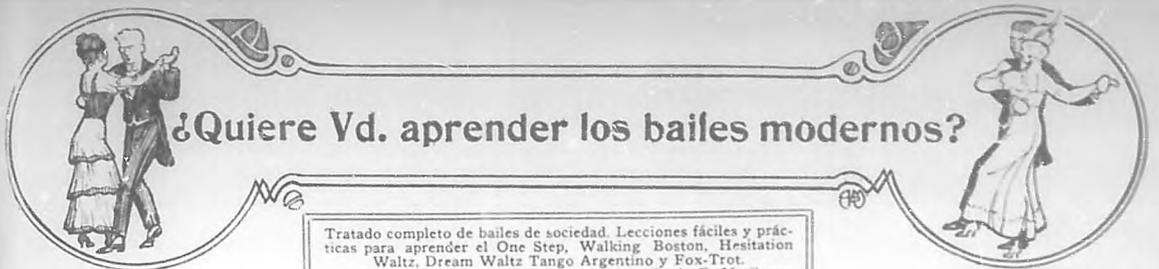 ¿Quiere Vd. aprender los bailes modernos?
Tratado completo de bailes de sociedad. Lecciones fáciles y prác-
ticas para aprender el One Step, Walking Boston, Hesitation
Waltz, Dream Waltz Tango Argentino y Fox-Trot.